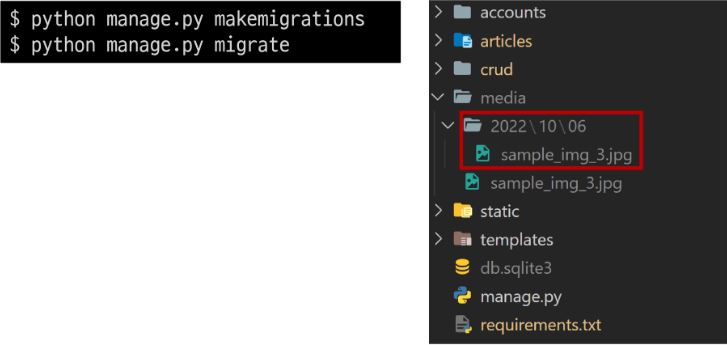 $ python manage.py makemigrations
$ python manage.py migrate
accounts
articles
crud
media
2022\10\06
sample_img_3.jpg
sample_img_3.jpg
static
templates
db.sqlite3
manage.py
requirements.txt